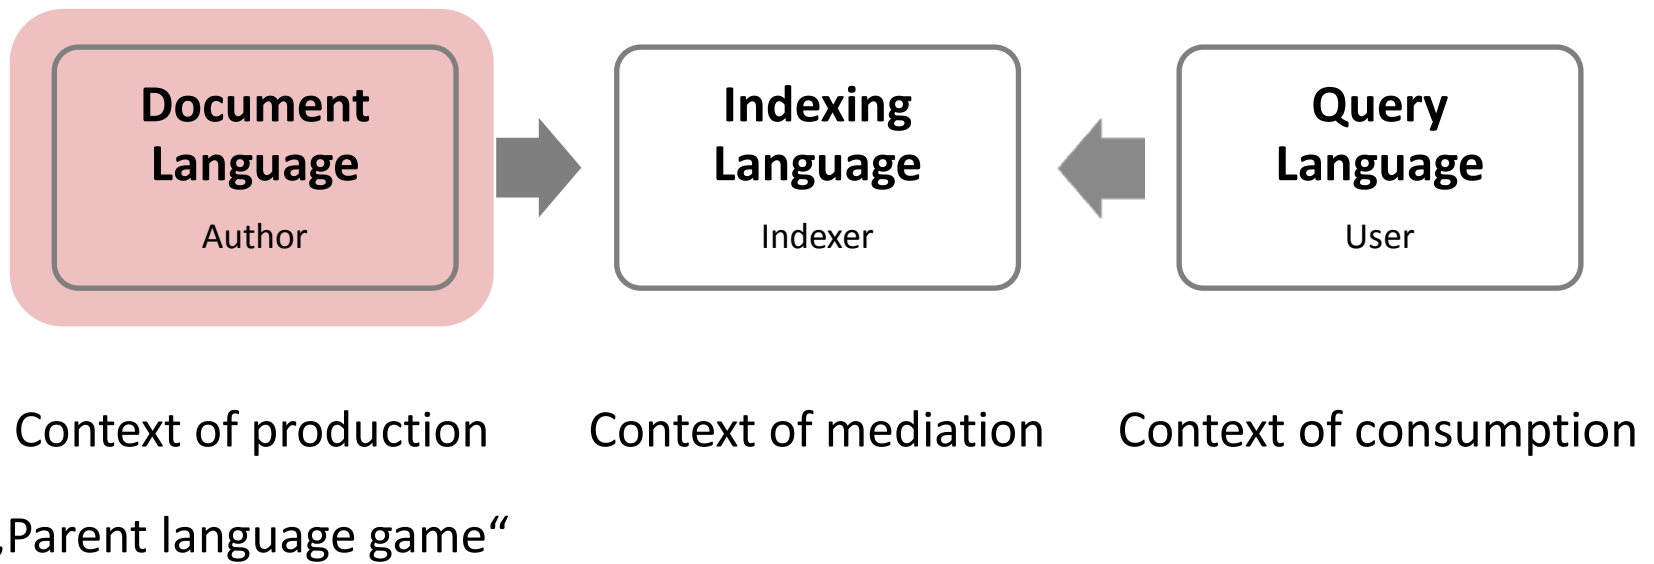 Document
Language
Author
Indexing
Language
Indexer
Query
Language
User
Context of production
Context of mediation
Context of consumption
„Parent language game“